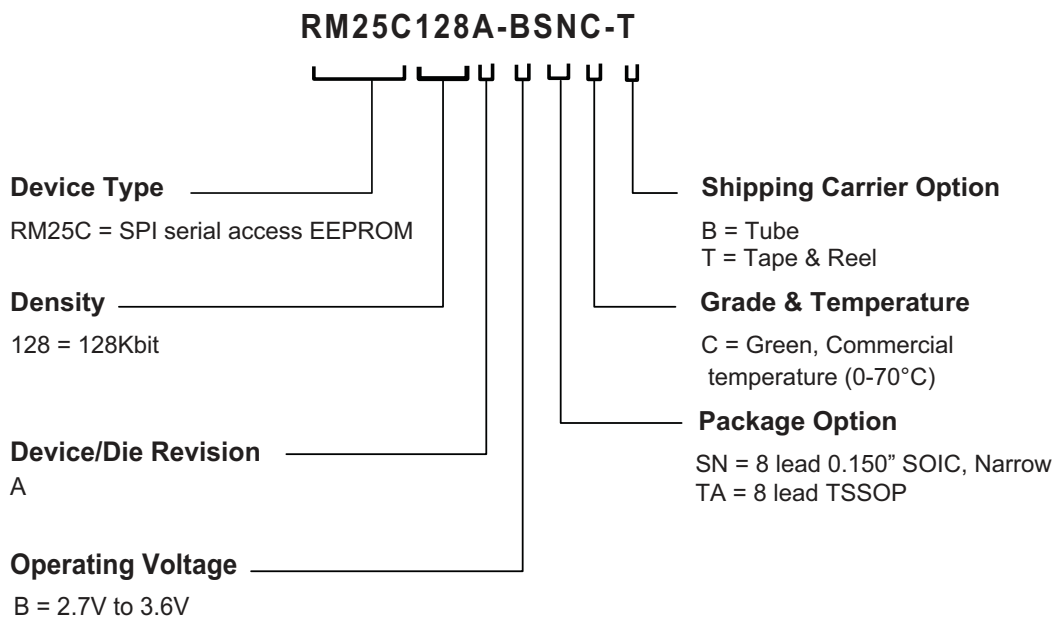 RM25C128A-BSNC-T
Device Type
RM25C = SPI serial access EEPROM
Density
128 = 128Kbit
Device/Die Revision
A
Operating Voltage
B = 2.7V to 3.6V
Shipping Carrier Option
B = Tube
T = Tape & Reel
Grade & Temperature
C = Green, Commercial
temperature (0-70°C)
Package Option
SN = 8 lead 0.150” SOIC, Narrow
TA = 8 lead TSSOP